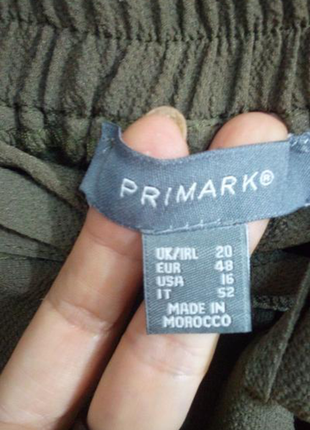 PRIMARK®
UK/IRL 20
EUR 48
USA 16
IT 52
MADE IN
MOROCCO